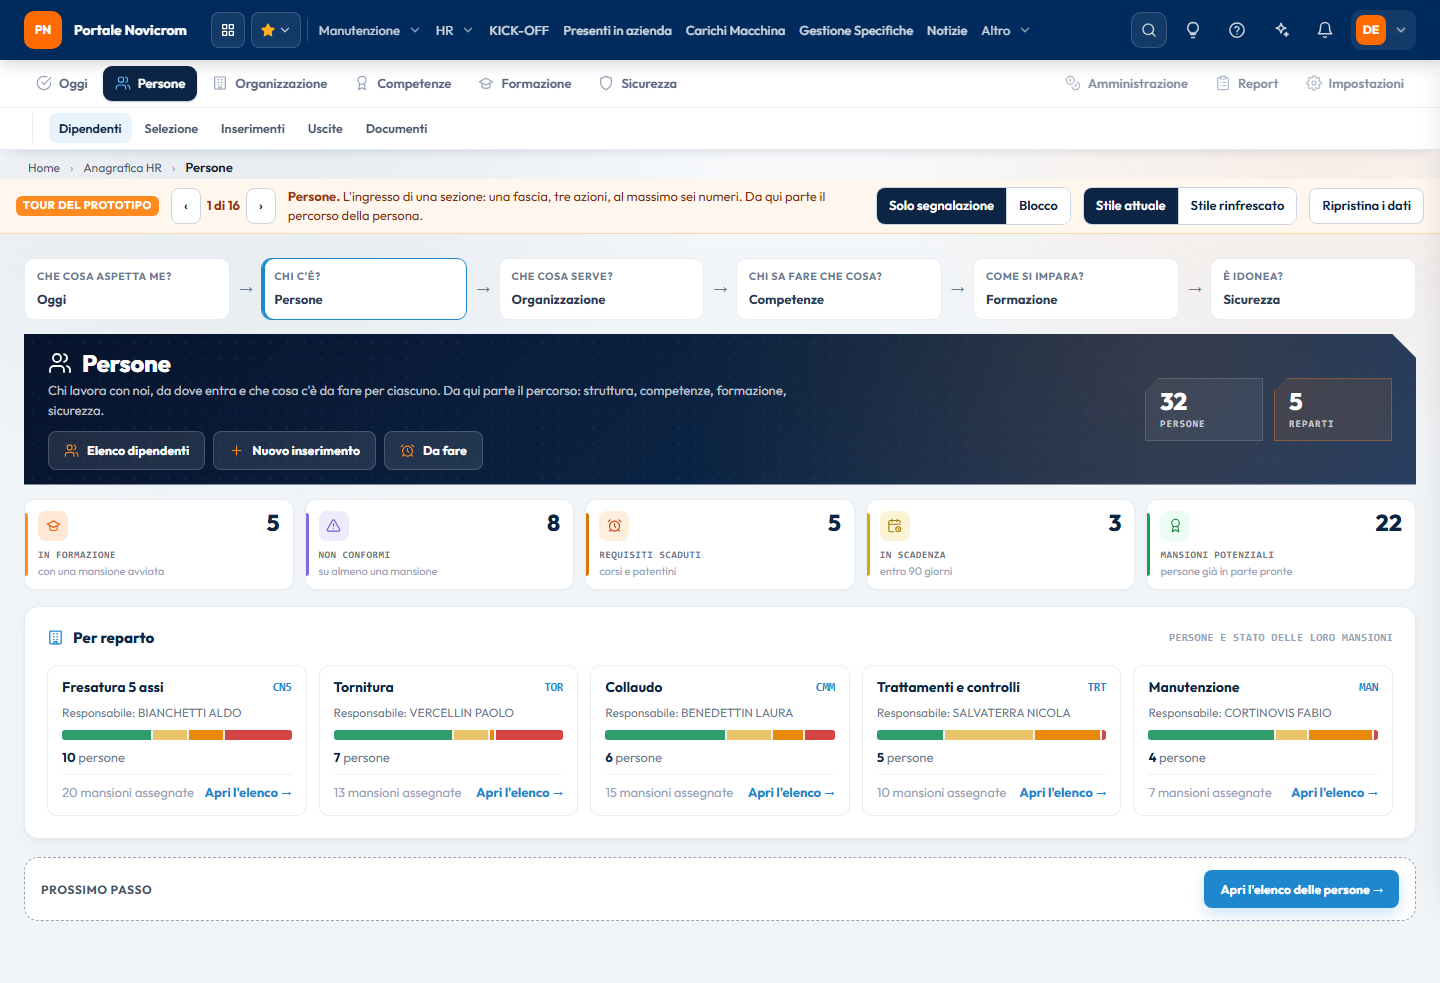 PN
Portale Novicrom
Manutenzione
HR
KICK-OFF
Presenti in azienda
Carichi Macchina
Gestione Specifiche
Notizie
Altro
DE
Oggi
Persone
Organizzazione
Competenze
Formazione
Sicurezza
Amministrazione
Report
Impostazioni
Dipendenti
Selezione
Inserimenti
Uscite
Documenti
Home › Anagrafica HR › Persone
TOUR DEL PROTOTIPO
‹
1 di 16
›
Persone. L'ingresso di una sezione: una fascia, tre azioni, al massimo sei numeri. Da qui parte il
percorso della persona.
Solo segnalazione
Blocco
Stile attuale
Stile rinfrescato
Ripristina i dati
CHE COSA ASPETTA ME?
Oggi
→
CHI C'È?
Persone
→
CHE COSA SERVE?
Organizzazione
→
CHI SA FARE CHE COSA?
Competenze
→
COME SI IMPARA?
Formazione
→
È IDONEA?
Sicurezza
Persone
Chi lavora con noi, da dove entra e che cosa c'è da fare per ciascuno. Da qui parte il percorso: struttura, competenze, formazione,
sicurezza.
Elenco dipendenti
Nuovo inserimento
Da fare
32
PERSONE
5
REPARTI
5
IN FORMAZIONE
con una mansione avviata
8
NON CONFORMI
su almeno una mansione
5
REQUISITI SCADUTI
corsi e patentini
3
IN SCADENZA
entro 90 giorni
22
MANSIONI POTENZIALI
persone già in parte pronte
Per reparto
PERSONE E STATO DELLE LORO MANSIONI
Fresatura 5 assi
CN5
Responsabile: BIANCHETTI ALDO
10 persone
20 mansioni assegnate
Apri l'elenco →
Tornitura
TOR
Responsabile: VERCELLIN PAOLO
7 persone
13 mansioni assegnate
Apri l'elenco →
Collaudo
CMM
Responsabile: BENEDETTIN LAURA
6 persone
15 mansioni assegnate
Apri l'elenco →
Trattamenti e controlli
TRT
Responsabile: SALVATERRA NICOLA
5 persone
10 mansioni assegnate
Apri l'elenco →
Manutenzione
MAN
Responsabile: CORTINOVIS FABIO
4 persone
7 mansioni assegnate
Apri l'elenco →
PROSSIMO PASSO
Apri l'elenco delle persone →